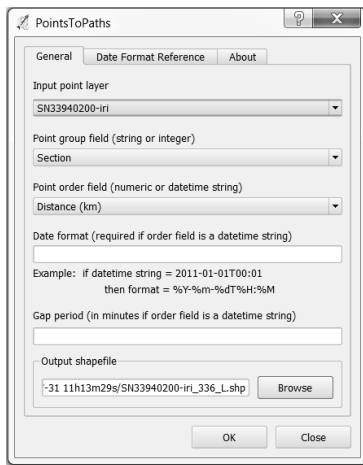 PointsToPaths
General Date Format Reference About
Input point layer
SN33940200-iri
Point group field (string or integer)
Section
Point order field (numeric or datetime string)
Distance (km)
Date format (required if order field is a datetime string)
Example: if datetime string = 2011-01-01T00:01
then format = %Y-%m-%dT%H:%M
Gap period (in minutes if order field is a datetime string)
Output shapefile
-31 11h13m29s/SN33940200-iri_336_L.shp Browse
OK Close